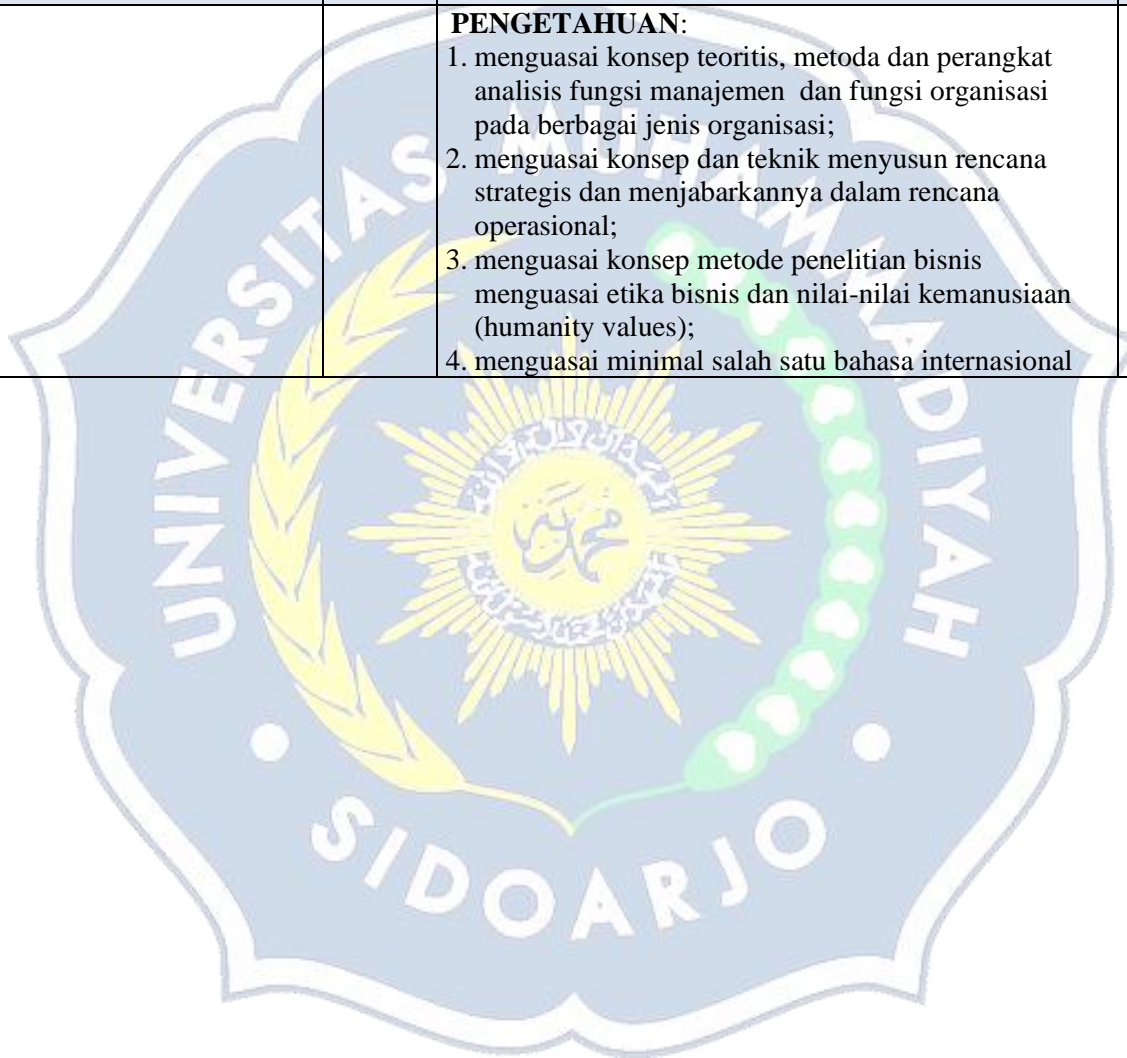 PENGETAHUAN:
1. menguasai konsep teoritis, metoda dan perangkat
analisis fungsi manajemen dan fungsi organisasi
pada berbagai jenis organisasi;
2. menguasai konsep dan teknik menyusun rencana
strategis dan menjabarkannya dalam rencana
operasional;
3. menguasai konsep metode penelitian bisnis
menguasai etika bisnis dan nilai-nilai kemanusiaan
(humanity values);
4. menguasai minimal salah satu bahasa internasional
UNIVERSITAS MUHAMMADIYAH
محمد
SIDOARJO